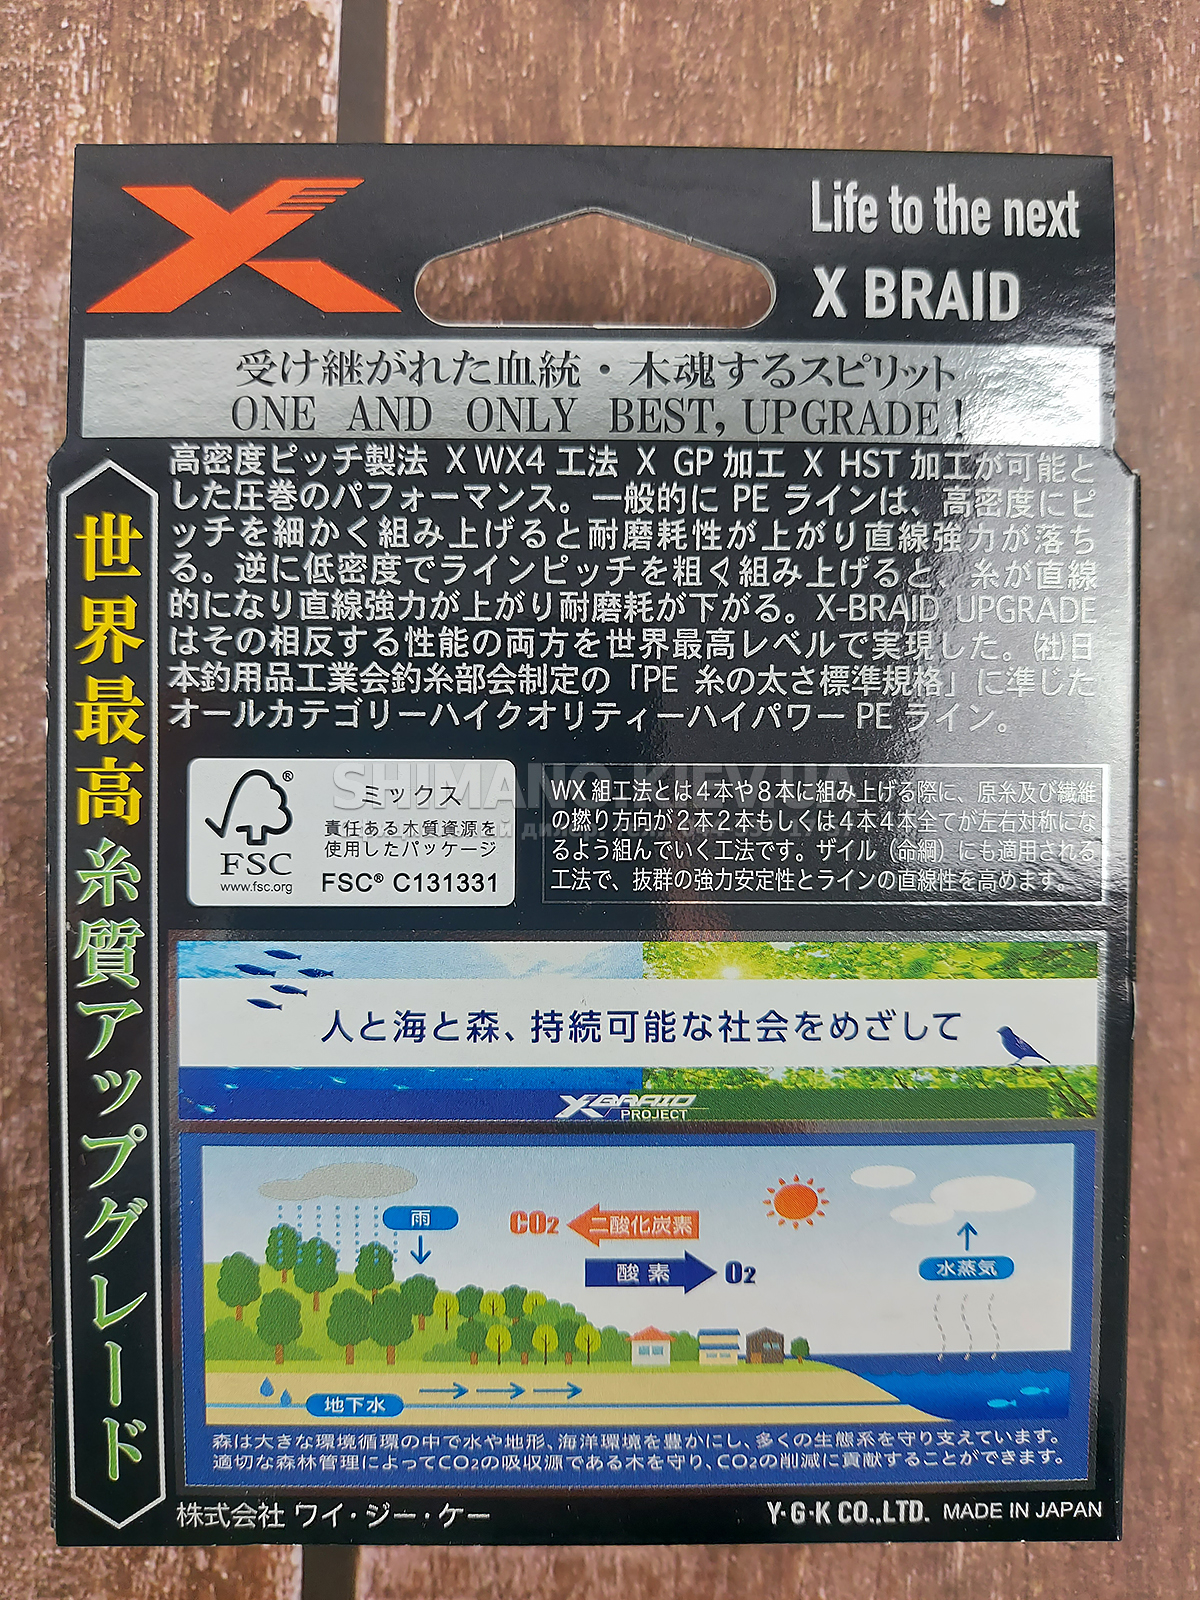 Life to the next
X BRAID
受け継がれた血統・木魂するスピリット
ONE AND ONLY BEST, UPGRADE!
世界最高糸質アップグレード
高密度ピッチ製法 X WX4 工法 X GP 加工 X HST 加工が可能と
した圧巻のパフォーマンス。一般的に PE ラインは、高密度にピ
ッチを細かく組み上げると耐磨耗性が上がり直線強力が落ち
る。逆に低密度でラインピッチを粗く組み上げると、糸が直線
的になり直線強力が上がり耐磨耗が下がる。X-BRAID UPGRADE
はその相反する性能の両方を世界最高レベルで実現した。㈳日
本釣用品工業会釣糸部会制定の「PE 糸の太さ標準規格」に準じた
オールカテゴリーハイクオリティーハイパワー PE ライン。
SHIMANO.KIEV.UA
FSC
www.fsc.org
ミックス
責任ある木質資源を
使用したパッケージ
FSC® C131331
WX 組工法とは4本や8本に組み上げる際に、原糸及び繊維
の撚り方向が2本2本もしくは4本4本全てが左右対称にな
るよう組んでいく工法です。ザイル（命綱）にも適用される
工法で、抜群の強力安定性とラインの直線性を高めます。
人と海と森、持続可能な社会をめざして
X BRAID
PROJECT
雨
CO2 二酸化炭素
酸素 O2
水蒸気
地下水
森は大きな環境循環の中で水や地形、海洋環境を豊かにし、多くの生態系を守り支えています。
適切な森林管理によってCO2の吸収源である木を守り、CO2の削減に貢献することができます。
株式会社 ワイ・ジー・ケー
Y・G・K CO.,LTD. MADE IN JAPAN